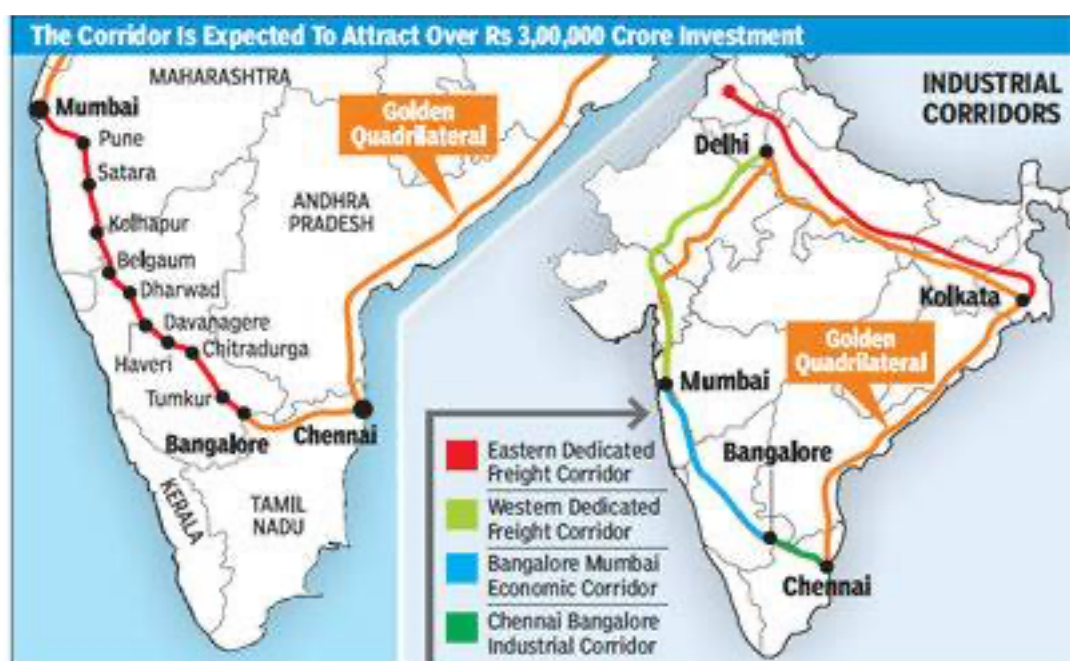 The Corridor Is Expected To Attract Over Rs 3,00,000 Crore Investment
MAHARASHTRA
Mumbai
Pune
Satara
Kolhapur
Belgaum
Dharwad
Davanagere
Haveri
Chitradurga
Tumkur
Bangalore
Chennai
Golden
Quadrilateral
ANDHRA
PRADESH
KERALA
TAMIL
NADU
INDUSTRIAL
CORRIDORS
Delhi
Kolkata
Golden
Quadrilateral
Mumbai
Bangalore
Chennai
Eastern Dedicated
Freight Corridor
Western Dedicated
Freight Corridor
Bangalore Mumbai
Economic Corridor
Chennai Bangalore
Industrial Corridor